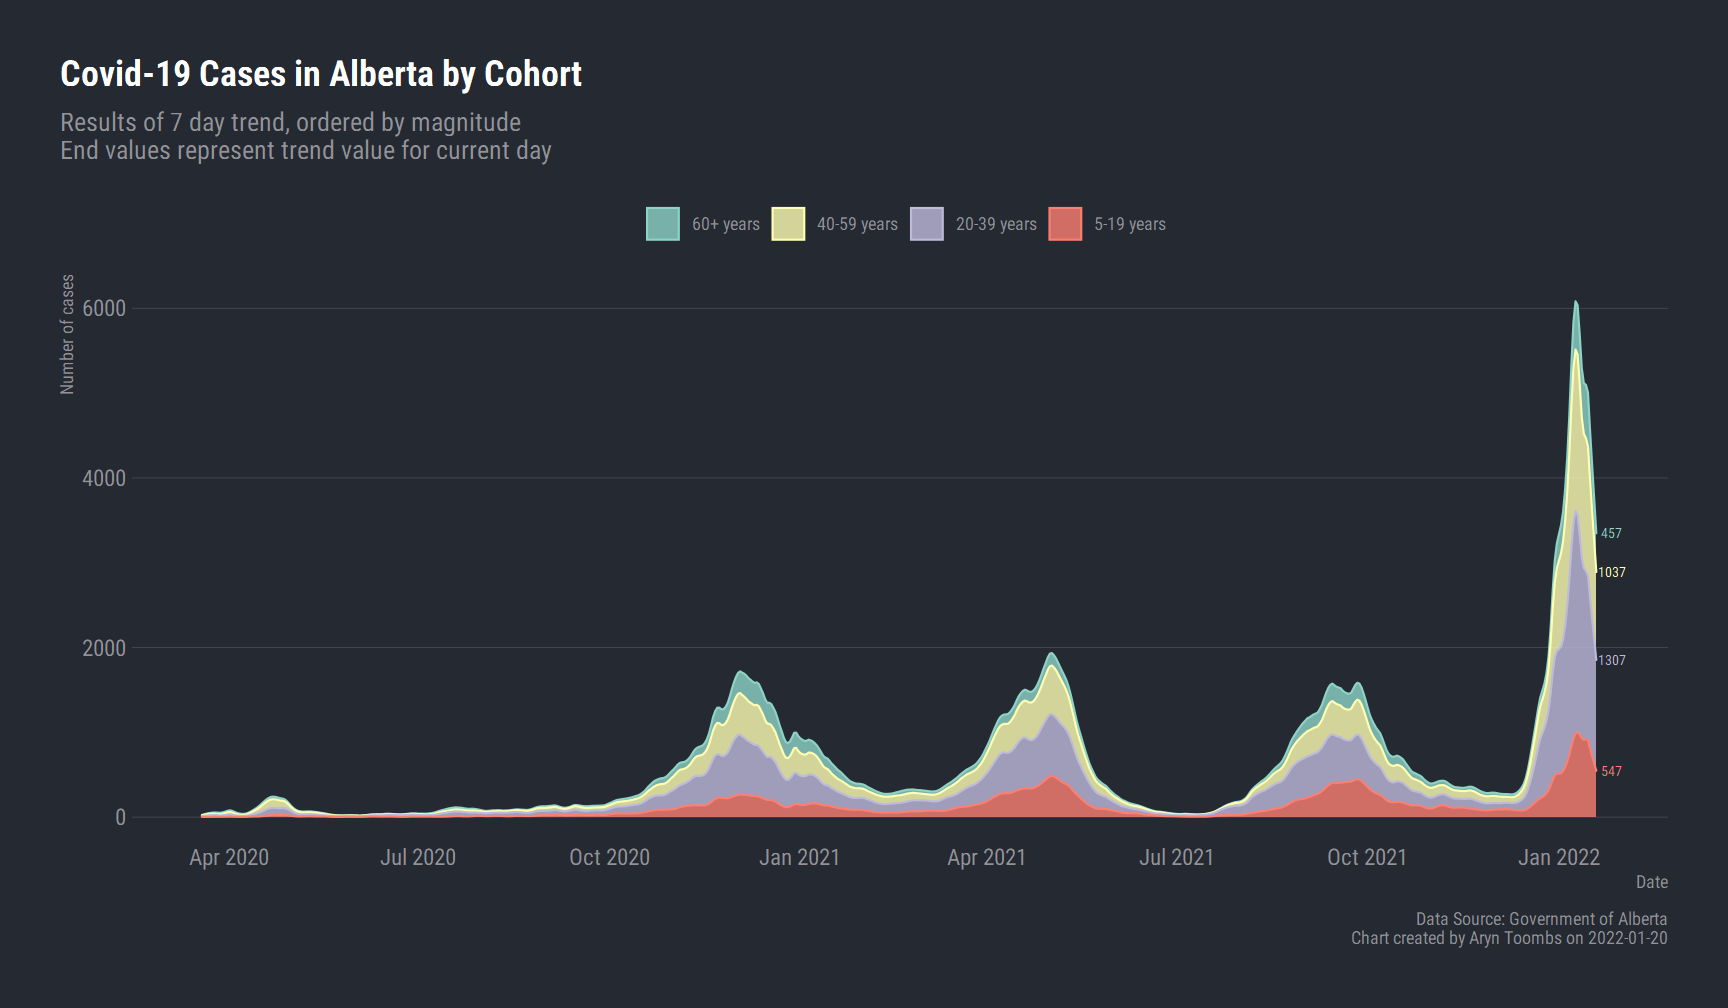 Covid-19 Cases in Alberta by Cohort
Results of 7 day trend, ordered by magnitude
End values represent trend value for current day
60+ years
40-59 years
20-39 years
5-19 years
Number of cases
6000
4000
2000
0
457
1037
1307
547
Apr 2020
Jul 2020
Oct 2020
Jan 2021
Apr 2021
Jul 2021
Oct 2021
Jan 2022
Date
Data Source: Government of Alberta
Chart created by Aryn Toombs on 2022-01-20